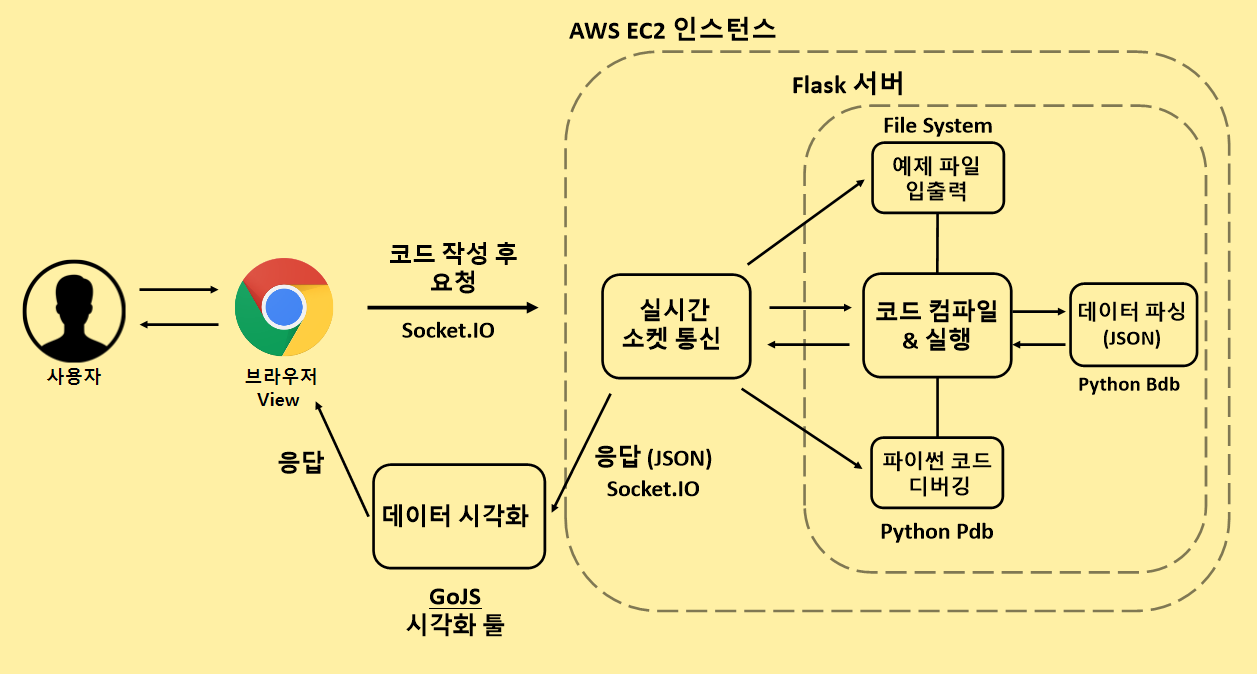 AWS EC2 인스턴스
Flask 서버
File System
예제 파일
입출력
코드 작성 후
요청
Socket.IO
실시간
소켓 통신
코드 컴파일
& 실행
데이터 파싱
(JSON)
Python Bdb
사용자
브라우저
View
응답
응답 (JSON)
Socket.IO
파이썬 코드
디버깅
Python Pdb
데이터 시각화
GoJS
시각화 툴